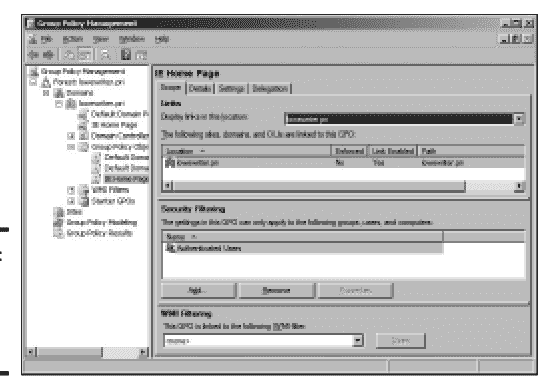 Group Policy Management
File Action View Window Help
Group Policy Management
Forest: lowewriter.pri
Domains
lowewriter.pri
Default Domain P
IE Home Page
Domain Controller
Group Policy Obje
Default Doma
Default Doma
IE Home Page
WMI Filters
Starter GPOs
Sites
Group Policy Modeling
Group Policy Results
IE Home Page
Scope Details Settings Delegation
Links
Display links in this location: lowewriter.pri
The following sites, domains, and OUs are linked to this GPO:
Location Enforced Link Enabled Path
lowewriter.pri No Yes lowewriter.pri
Security Filtering
The settings in this GPO can only apply to the following groups, users, and computers:
Name
Authenticated Users
Add... Remove Properties
WMI Filtering
This GPO is linked to the following WMI filter:
<none> Open